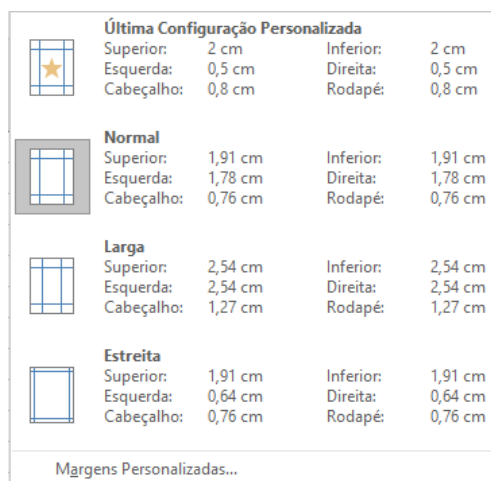 Última Configuração Personalizada
Superior: 2 cm Inferior: 2 cm
Esquerda: 0,5 cm Direita: 0,5 cm
Cabeçalho: 0,8 cm Rodapé: 0,8 cm
Normal
Superior: 1,91 cm Inferior: 1,91 cm
Esquerda: 1,78 cm Direita: 1,78 cm
Cabeçalho: 0,76 cm Rodapé: 0,76 cm
Larga
Superior: 2,54 cm Inferior: 2,54 cm
Esquerda: 2,54 cm Direita: 2,54 cm
Cabeçalho: 1,27 cm Rodapé: 1,27 cm
Estreita
Superior: 1,91 cm Inferior: 1,91 cm
Esquerda: 0,64 cm Direita: 0,64 cm
Cabeçalho: 0,76 cm Rodapé: 0,76 cm
Margens Personalizadas...